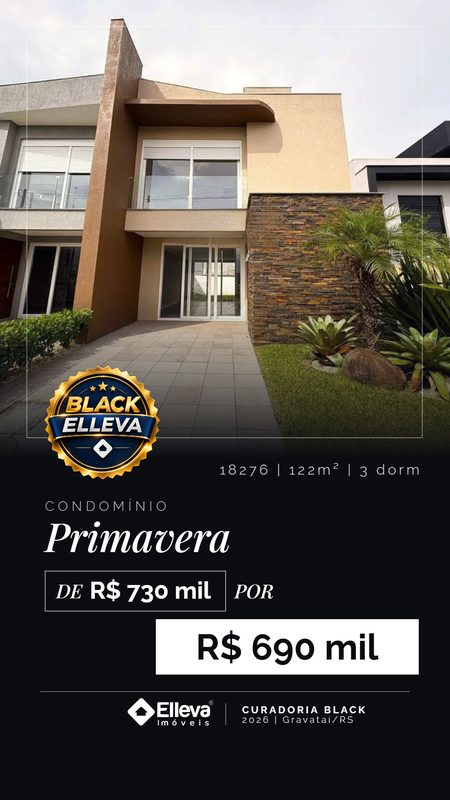 BLACK
ELLEVA
18276 | 122m² | 3 dorm
CONDOMÍNIO
Primavera
DE R$ 730 mil POR
R$ 690 mil
Elleva®
Imóveis
CURADORIA BLACK
2026 | Gravataí/RS